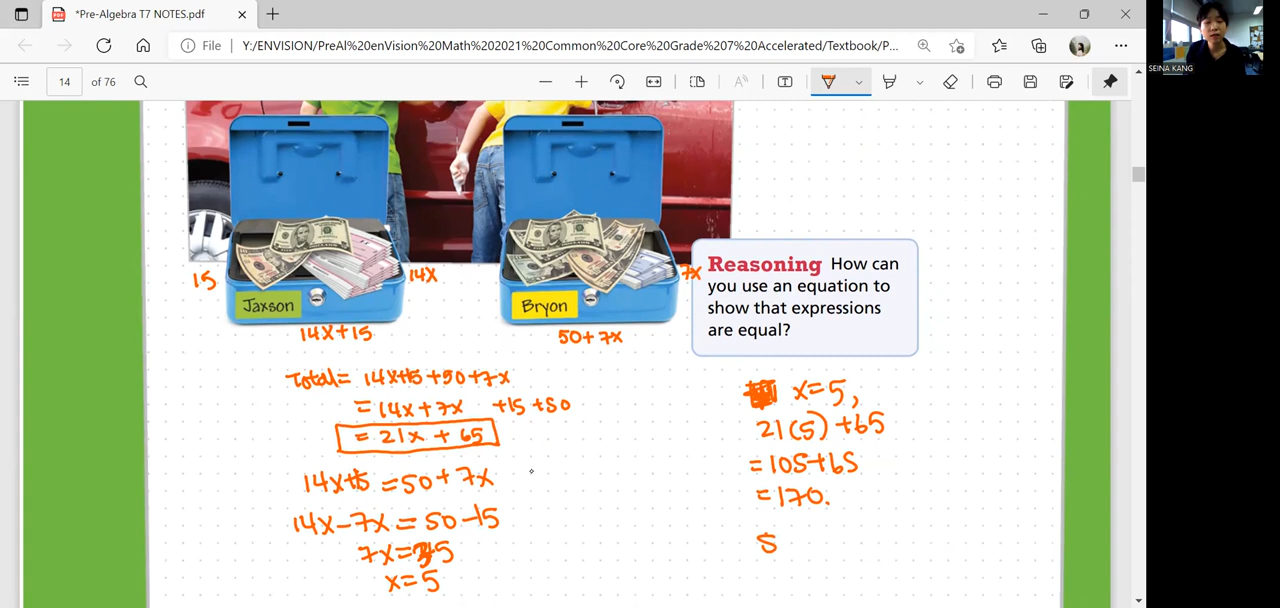 *Pre-Algebra T7 NOTES.pdf
File
Y:/ENVISION/PreAl%20enVision%20Math%202021%20Common%20Core%20Grade%207%20Accelerated/Textbook/P...
14 of 76
SEINA KANG
15
14X
7X
Jaxson
Bryon
14X+15
50+7X
Reasoning How can
you use an equation to
show that expressions
are equal?
Total= 14X+15+50+7X
=14X+7X +15+50
= 21X + 65
14X+15=50+7X
14X-7X=50-15
7X=35
X=5
X=5,
21(5)+65
=105+65
=170.
S